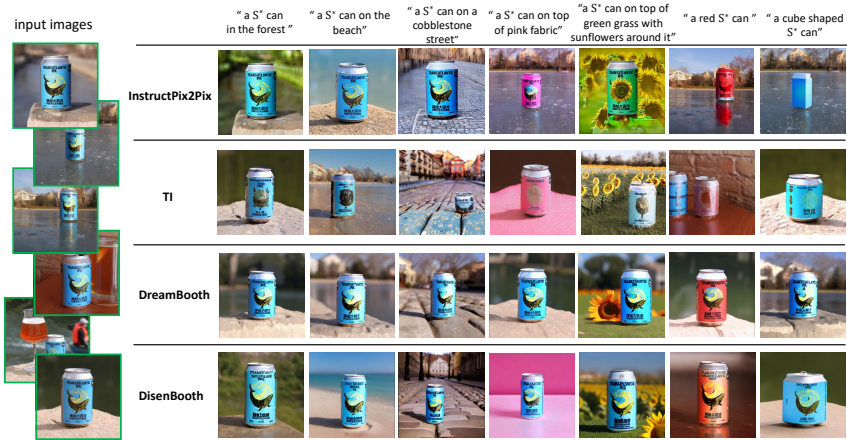 input images
“ a S* can
in the forest ”
“ a S* can on the
beach”
“ a S* can on a
cobblestone
street”
“ a S* can on top
of pink fabric”
“a S* can on top of
green grass with
sunflowers around it”
“ a red S* can ”
“ a cube shaped
S* can”
InstructPix2Pix
TI
DreamBooth
DisenBooth